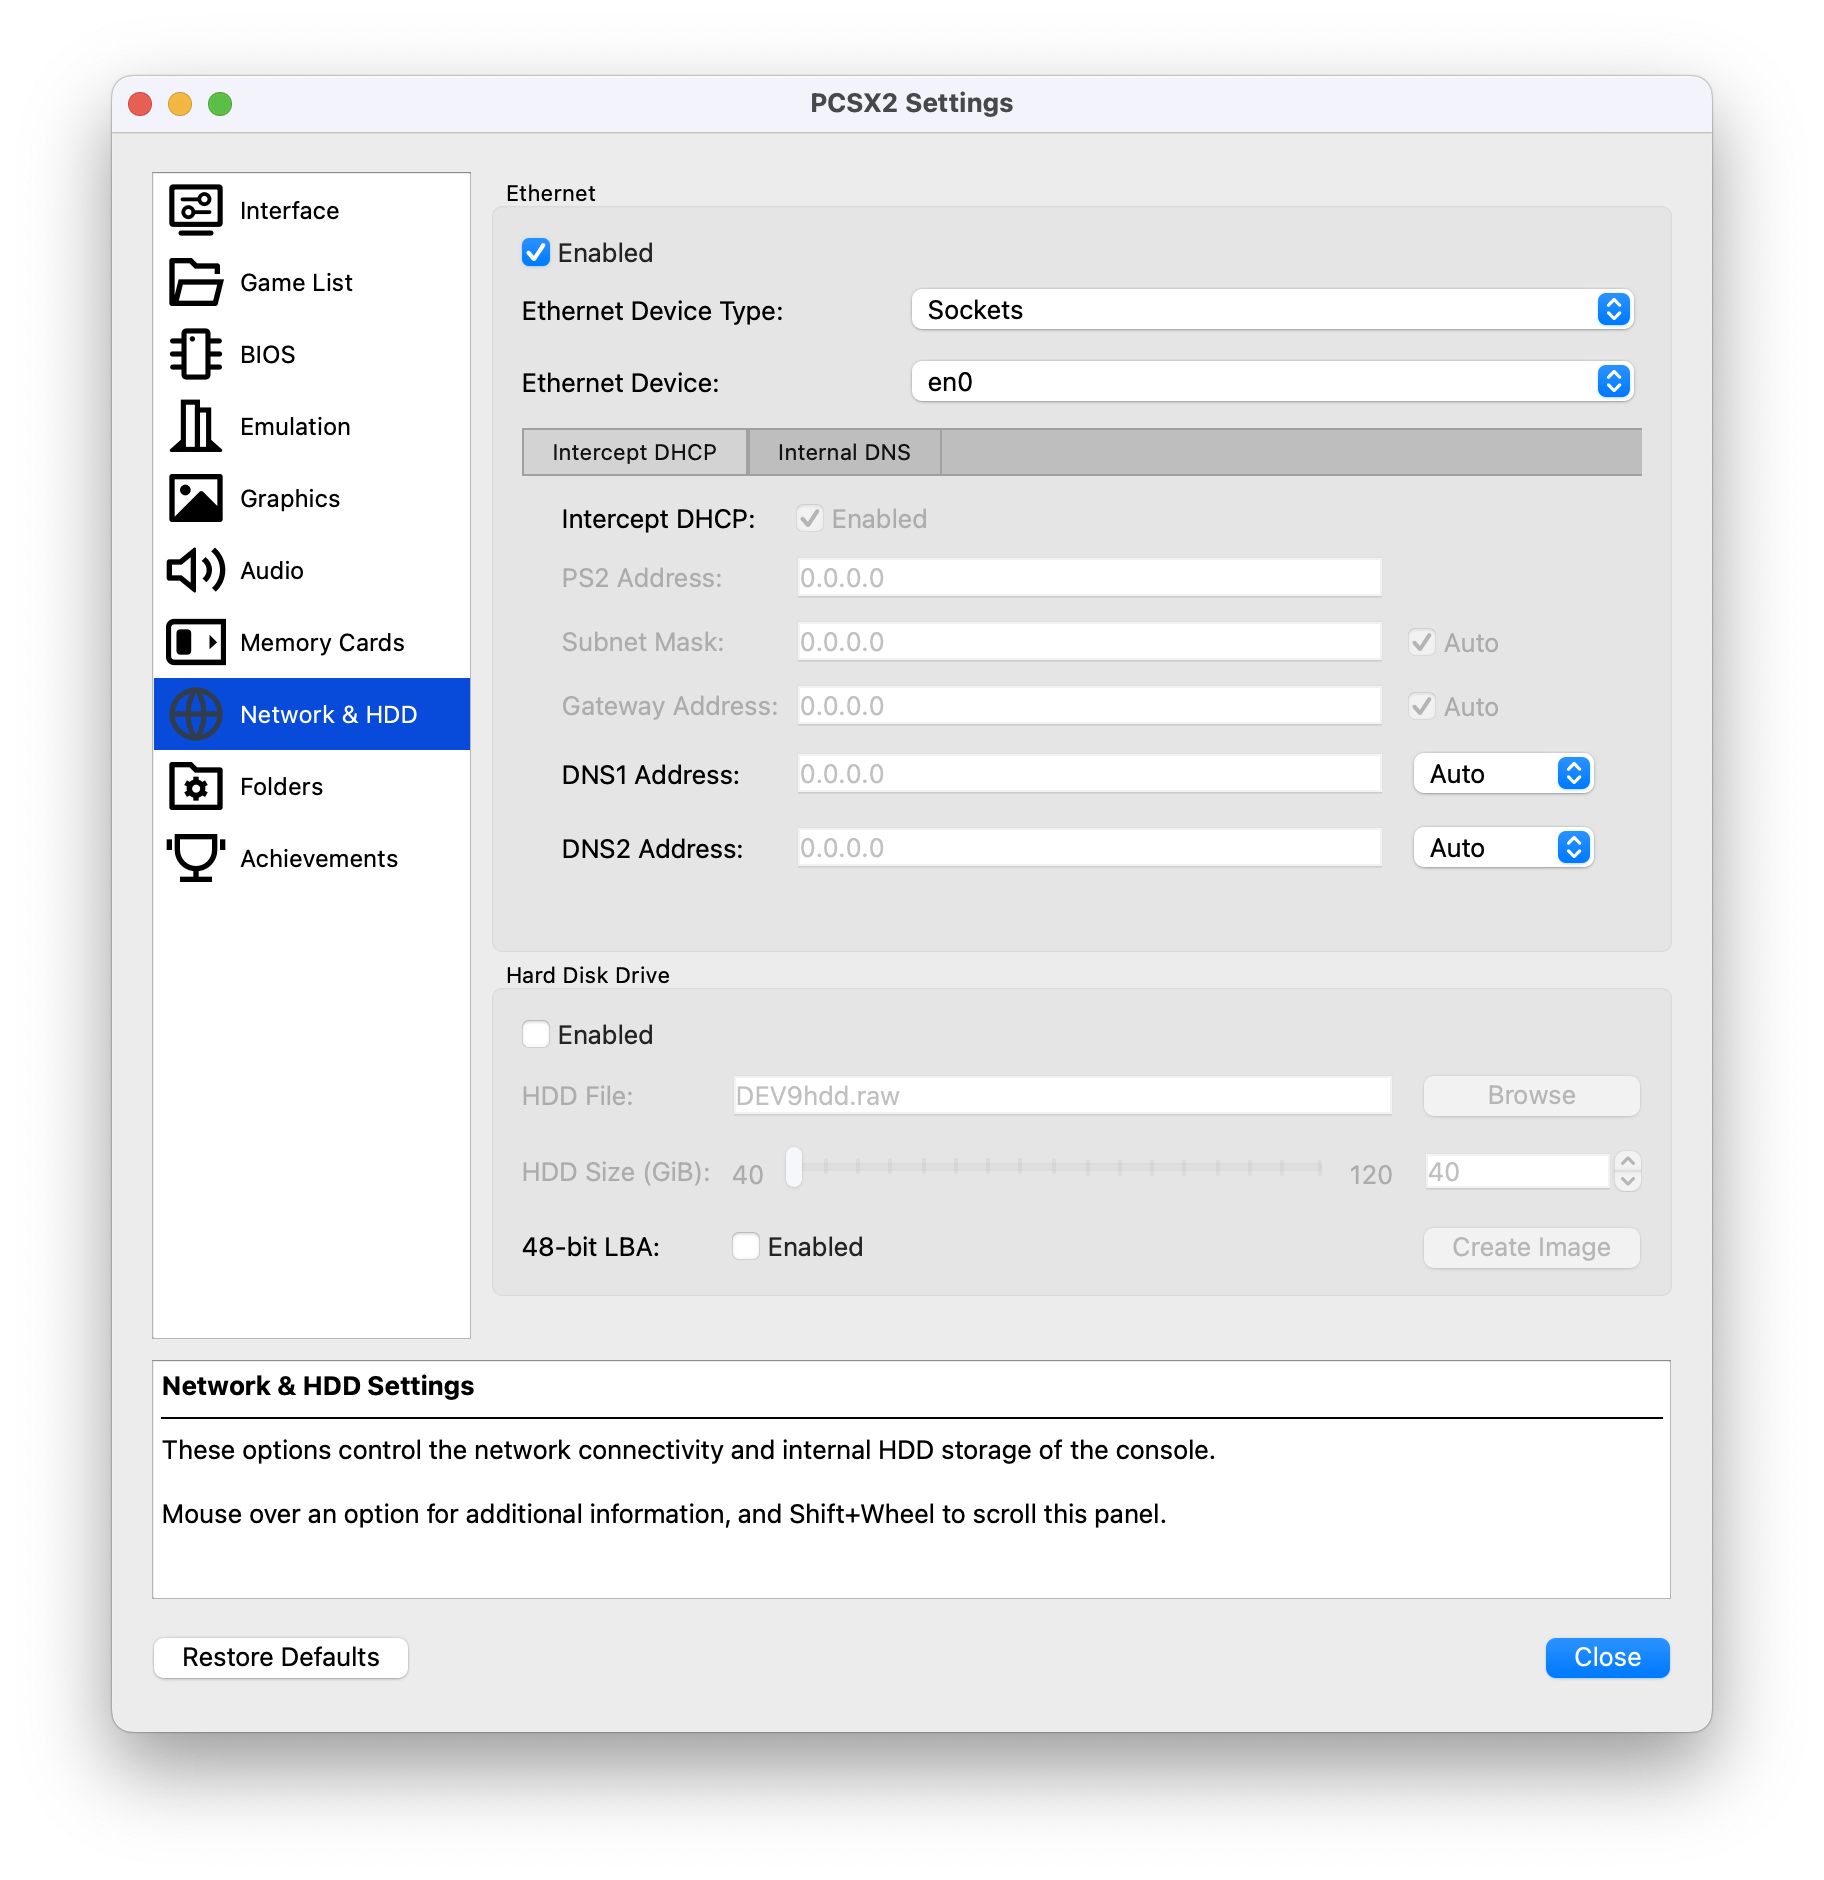 PCSX2 Settings
Interface
Game List
BIOS
Emulation
Graphics
Audio
Memory Cards
Network & HDD
Folders
Achievements
Ethernet
Enabled
Ethernet Device Type: Sockets
Ethernet Device: en0
Intercept DHCP Internal DNS
Intercept DHCP: Enabled
PS2 Address: 0.0.0.0
Subnet Mask: 0.0.0.0 Auto
Gateway Address: 0.0.0.0 Auto
DNS1 Address: 0.0.0.0 Auto
DNS2 Address: 0.0.0.0 Auto
Hard Disk Drive
Enabled
HDD File: DEV9hdd.raw Browse
HDD Size (GiB): 40 120 40
48-bit LBA: Enabled Create Image
Network & HDD Settings
These options control the network connectivity and internal HDD storage of the console.
Mouse over an option for additional information, and Shift+Wheel to scroll this panel.
Restore Defaults Close